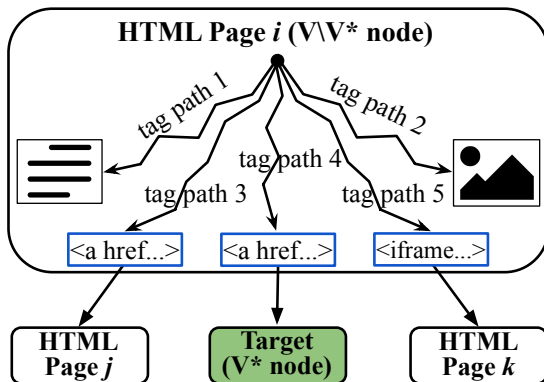 HTML Page i (V\V* node)
tag path 1
tag path 2
tag path 4
tag path 3
tag path 5
<a href...>
<a href...>
<iframe...>
HTML
Page j
Target
(V* node)
HTML
Page k